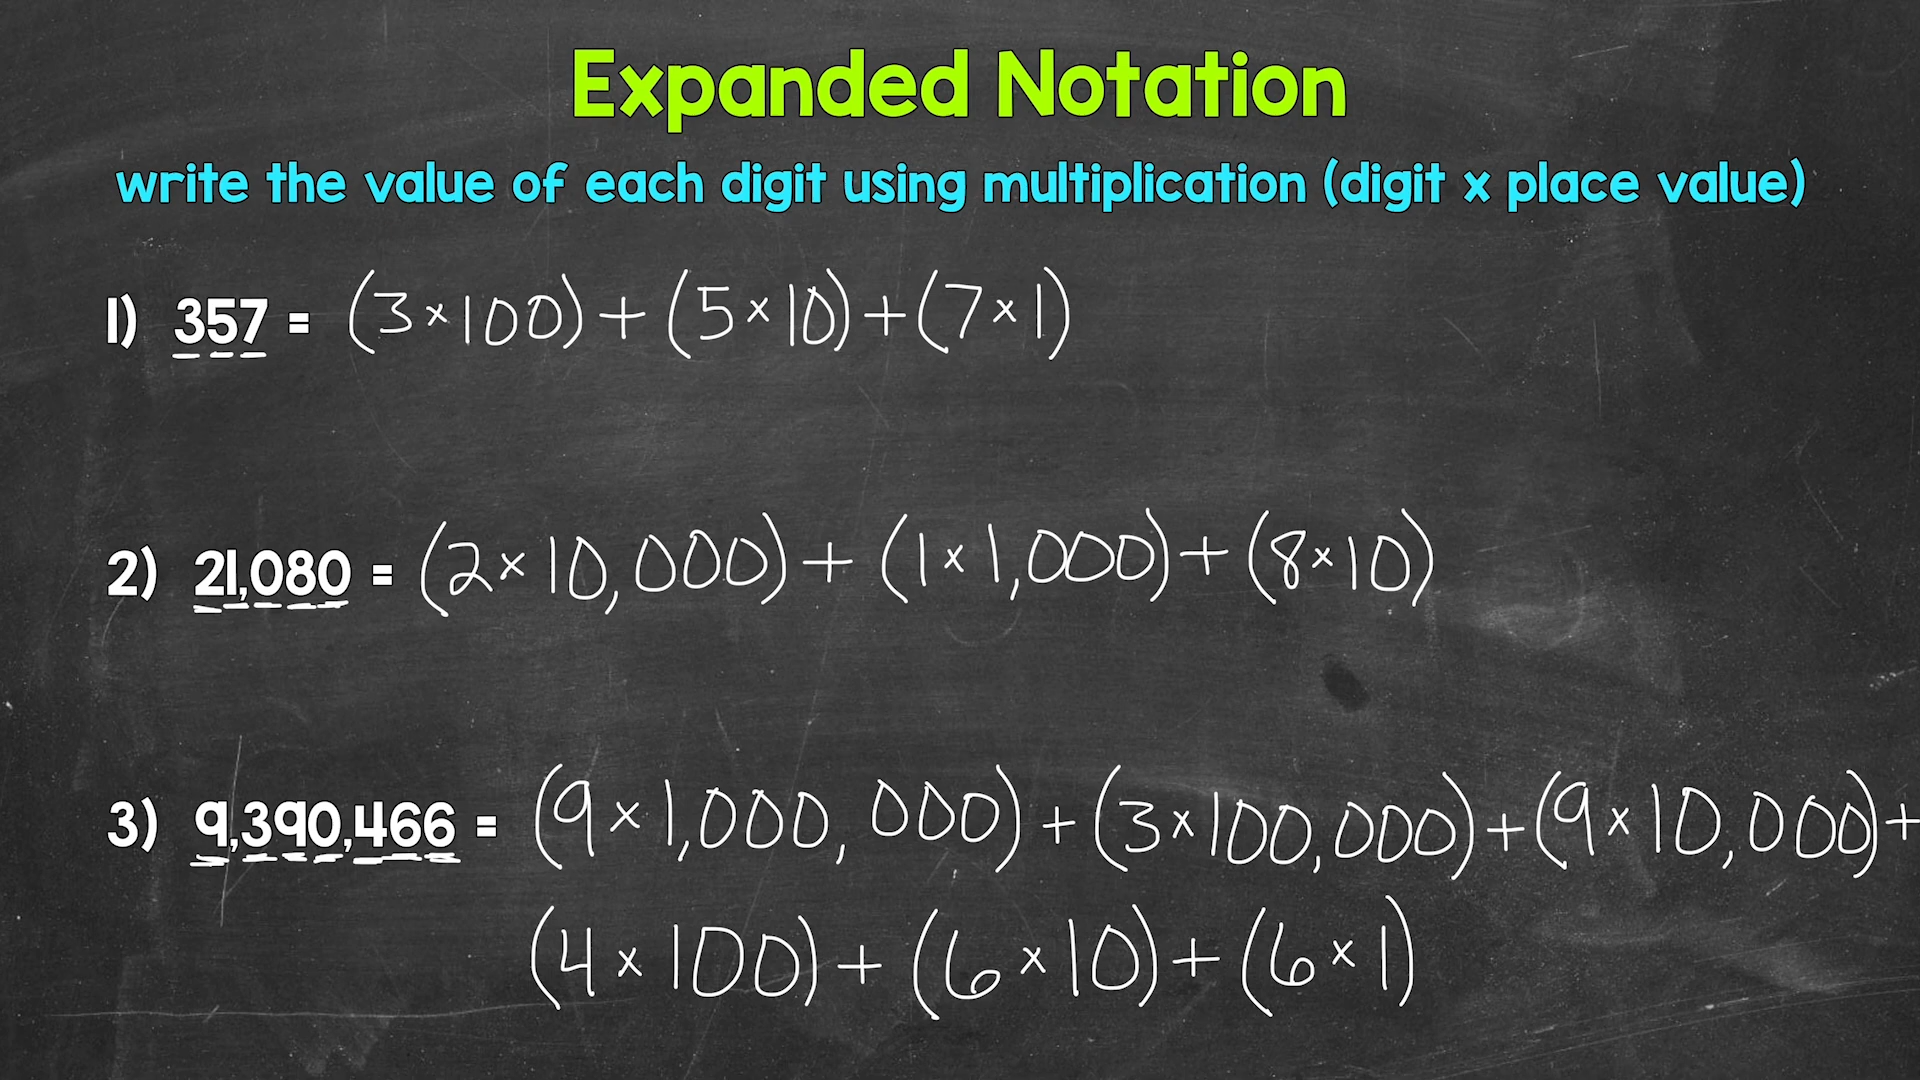 Expanded Notation
write the value of each digit using multiplication (digit x place value)
1) 357 = (3×100)+(5×10)+(7×1)
2) 21,080 = (2×10,000)+(1×1,000)+(8×10)
3) 9,390,466 = (9×1,000,000)+(3×100,000)+(9×10,000)+
(4×100)+(6×10)+(6×1)